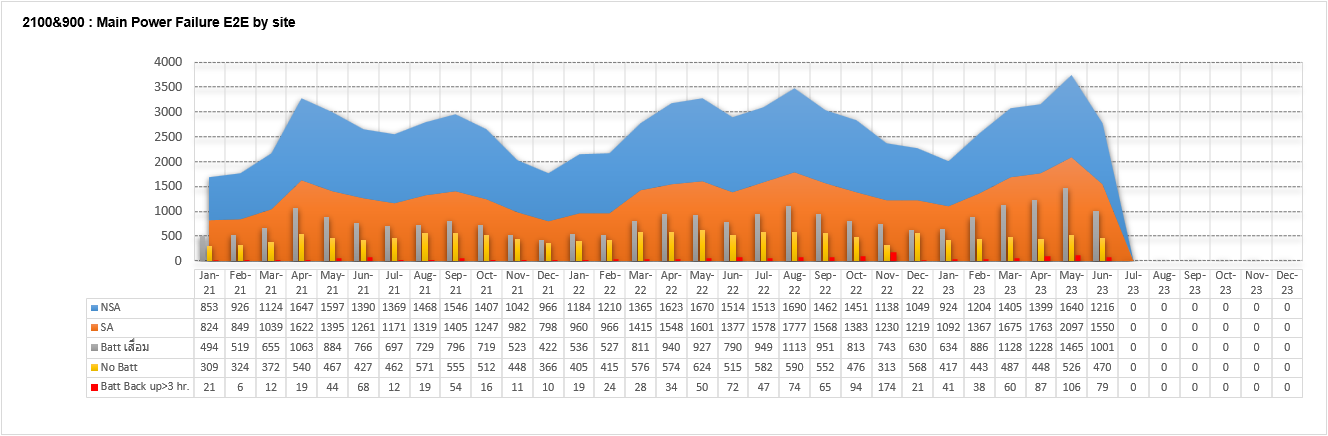 2100&900 : Main Power Failure E2E by site
4000
3500
3000
2500
2000
1500
1000
500
0
Jan-21 Feb-21 Mar-21 Apr-21 May-21 Jun-21 Jul-21 Aug-21 Sep-21 Oct-21 Nov-21 Dec-21 Jan-22 Feb-22 Mar-22 Apr-22 May-22 Jun-22 Jul-22 Aug-22 Sep-22 Oct-22 Nov-22 Dec-22 Jan-23 Feb-23 Mar-23 Apr-23 May-23 Jun-23 Jul-23 Aug-23 Sep-23 Oct-23 Nov-23 Dec-23
NSA 853 926 1124 1647 1597 1390 1369 1468 1546 1407 1042 966 1184 1210 1365 1623 1670 1514 1513 1690 1462 1451 1138 1049 924 1204 1405 1399 1640 1216 0 0 0 0 0 0
SA 824 849 1039 1622 1395 1261 1171 1319 1405 1247 982 798 960 966 1415 1548 1601 1377 1578 1777 1568 1383 1230 1219 1092 1367 1675 1763 2097 1550 0 0 0 0 0 0
Batt เสื่อม 494 519 655 1063 884 766 697 729 796 719 523 422 536 527 811 940 927 790 949 1113 951 813 743 630 634 886 1128 1228 1465 1001 0 0 0 0 0 0
No Batt 309 324 372 540 467 427 462 571 555 512 448 366 405 415 576 574 624 515 582 590 552 476 313 568 417 443 487 448 526 470 0 0 0 0 0 0
Batt Back up>3 hr. 21 6 12 19 44 68 12 19 54 16 11 10 19 24 28 34 50 72 47 74 65 94 174 21 41 38 60 87 106 79 0 0 0 0 0 0